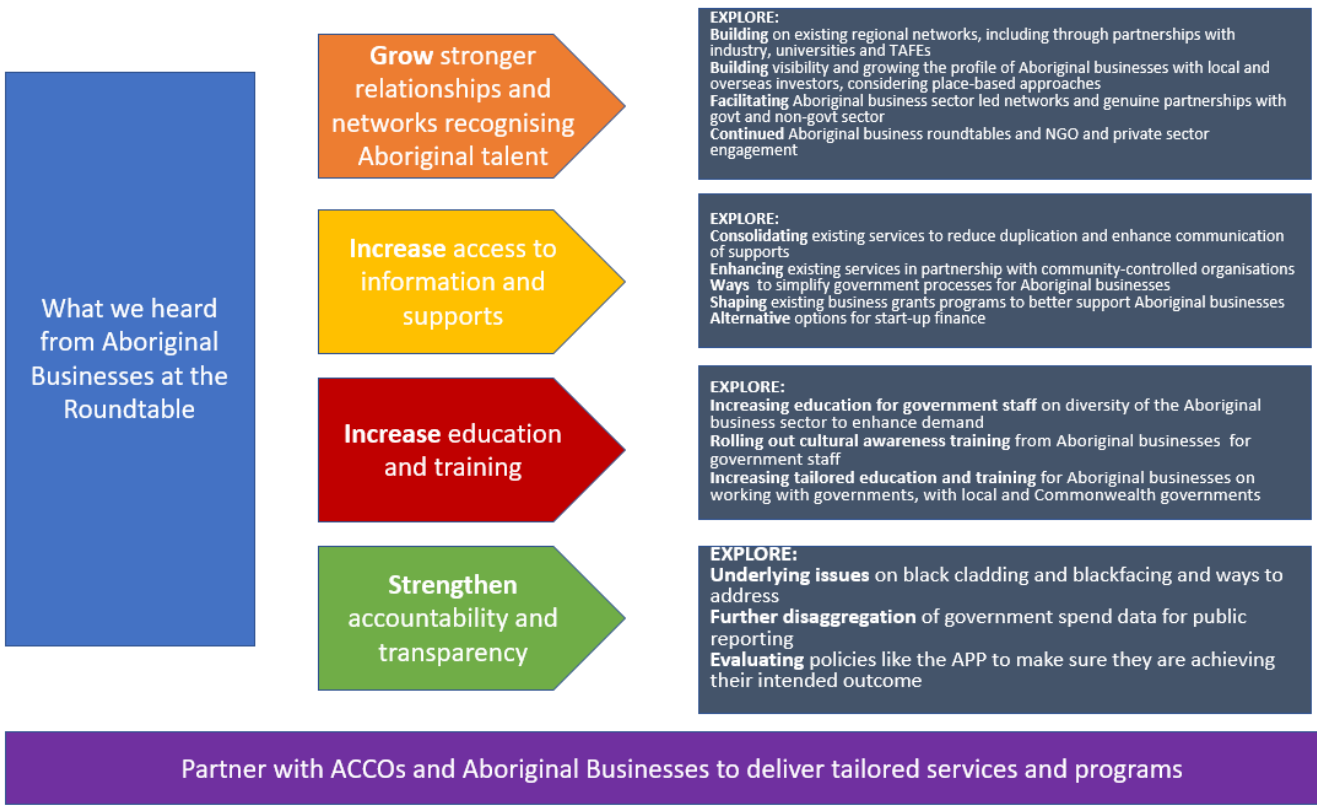 What we heard
from Aboriginal
Businesses at the
Roundtable
Grow stronger
relationships and
networks recognising
Aboriginal talent
EXPLORE:
Building on existing regional networks, including through partnerships with
industry, universities and TAFEs
Building visibility and growing the profile of Aboriginal businesses with local and
overseas investors, considering place-based approaches
Facilitating Aboriginal business sector led networks and genuine partnerships with
govt and non-govt sector
Continued Aboriginal business roundtables and NGO and private sector
engagement
Increase access to
information and
supports
EXPLORE:
Consolidating existing services to reduce duplication and enhance communication
of supports
Enhancing existing services in partnership with community-controlled organisations
Ways to simplify government processes for Aboriginal businesses
Shaping existing business grants programs to better support Aboriginal businesses
Alternative options for start-up finance
Increase education
and training
EXPLORE:
Increasing education for government staff on diversity of the Aboriginal
business sector to enhance demand
Rolling out cultural awareness training from Aboriginal businesses for
government staff
Increasing tailored education and training for Aboriginal businesses on
working with governments, with local and Commonwealth governments
Strengthen
accountability and
transparency
EXPLORE:
Underlying issues on black cladding and blackfacing and ways to
address
Further disaggregation of government spend data for public
reporting
Evaluating policies like the APP to make sure they are achieving
their intended outcome
Partner with ACCOs and Aboriginal Businesses to deliver tailored services and programs